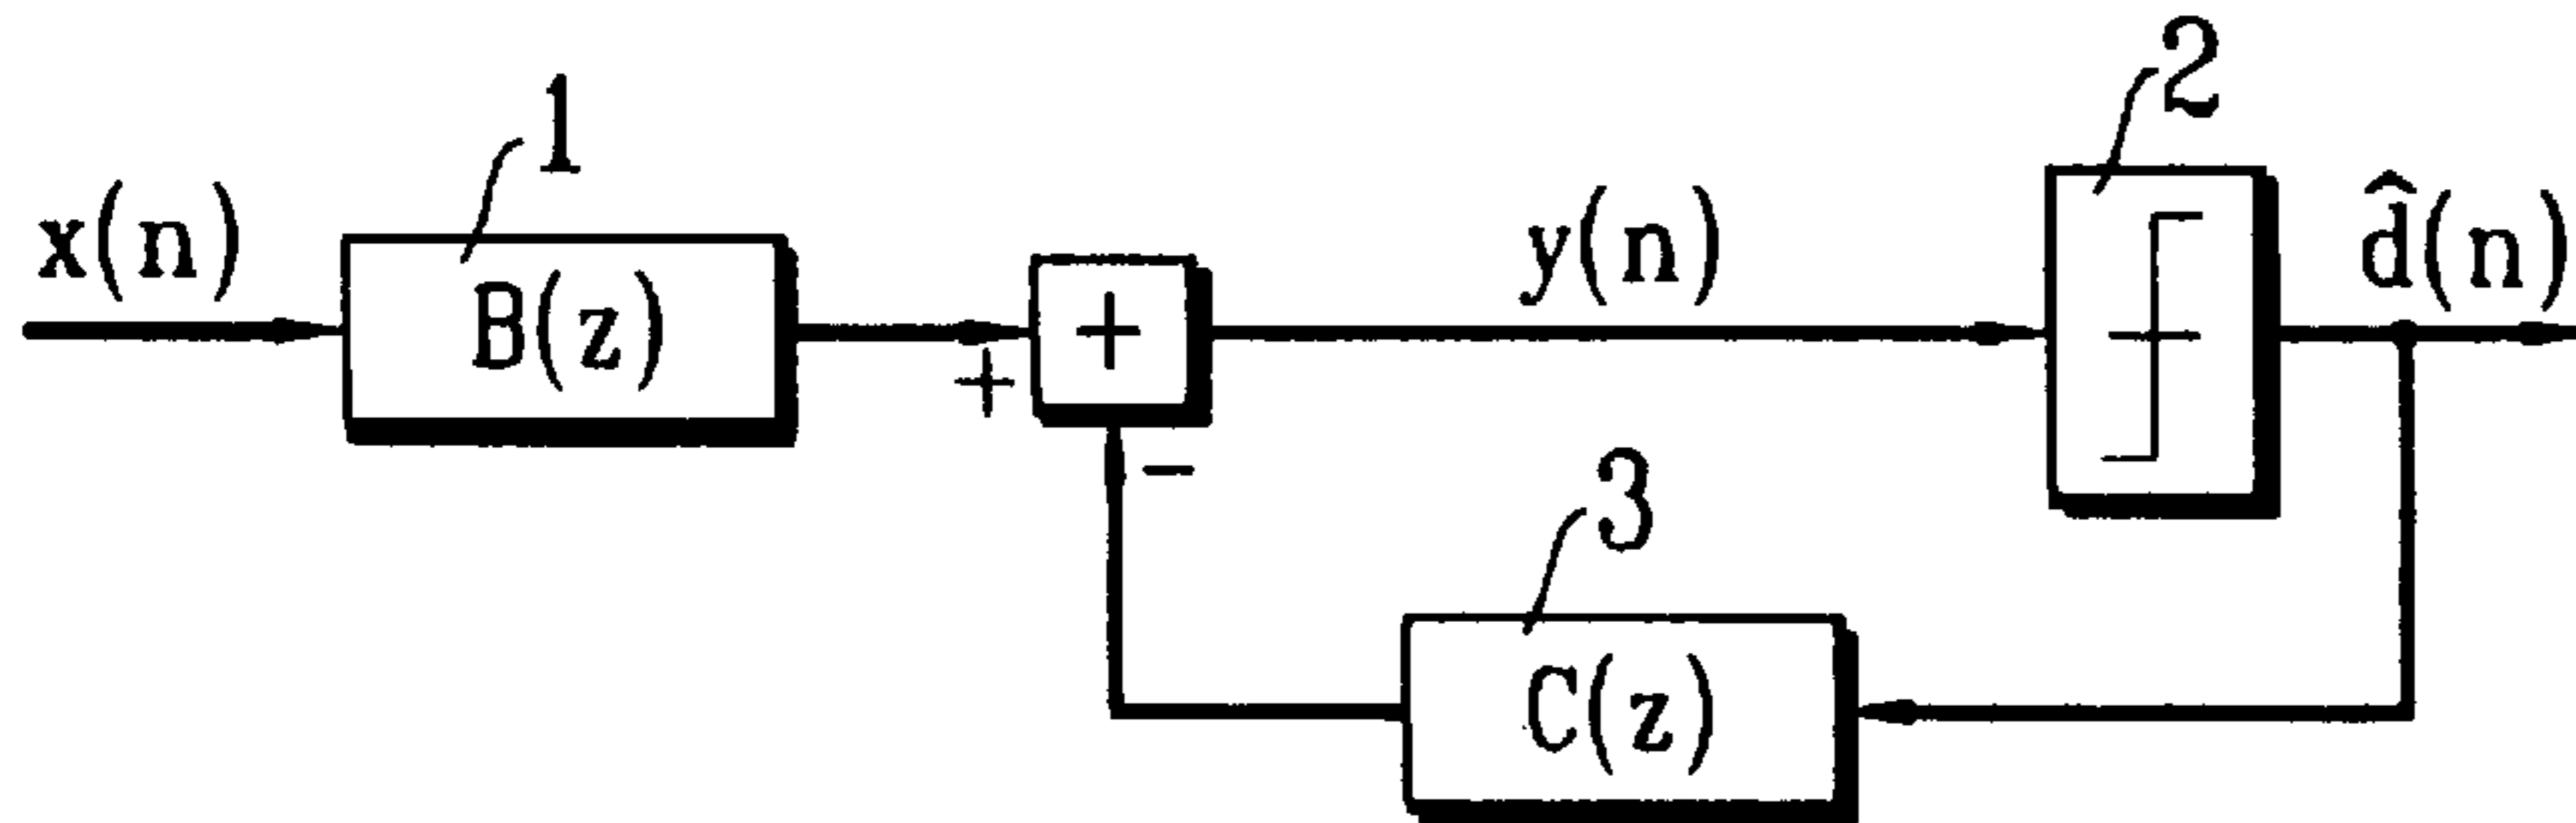 1
2
x(n)
B(z)
+
+
y(n)
d̂(n)
-
3
C(z)